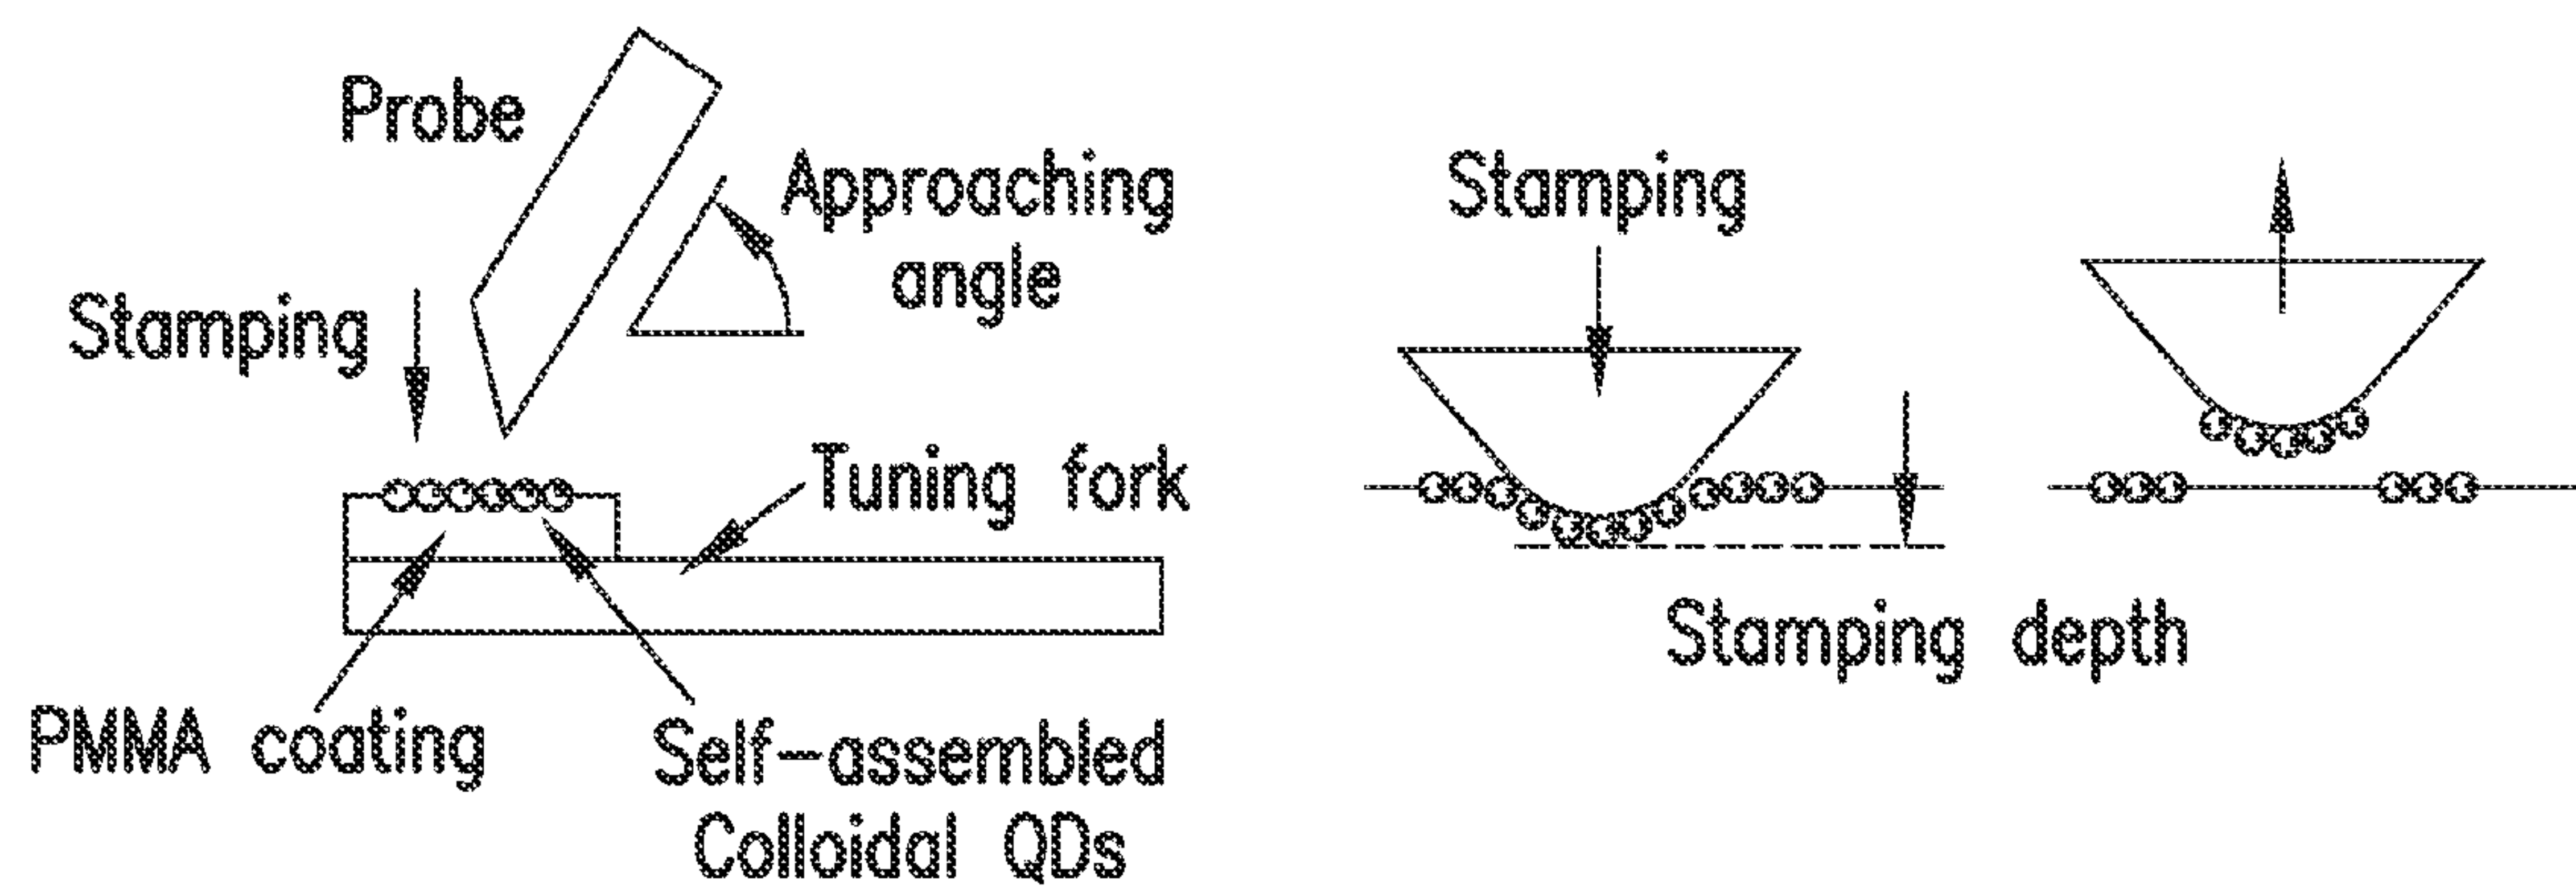 Probe
Approaching
angle
Stamping
Tuning fork
PMMA coating
Self-assembled
Colloidal QDs
Stamping
Stamping depth